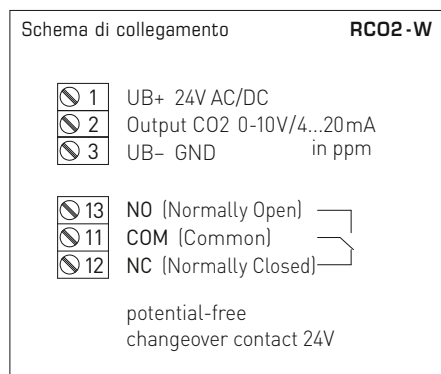 Schema di collegamento RCO2-W
1 UB+ 24V AC/DC
2 Output CO2 0-10V/4...20mA
3 UB– GND in ppm
13 NO (Normally Open)
11 COM (Common)
12 NC (Normally Closed)
potential-free
changeover contact 24V